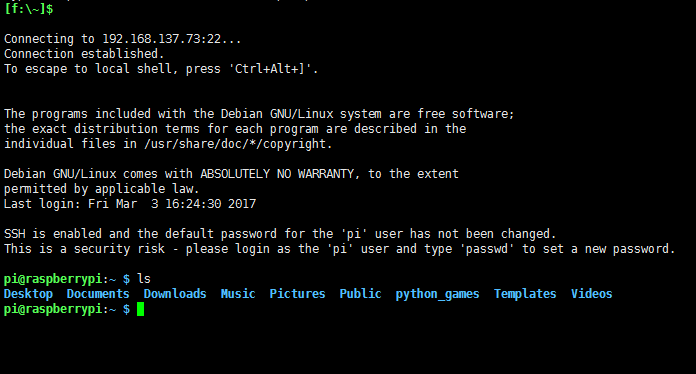 [f:\~]$
Connecting to 192.168.137.73:22...
Connection established.
To escape to local shell, press 'Ctrl+Alt+]'.
The programs included with the Debian GNU/Linux system are free software;
the exact distribution terms for each program are described in the
individual files in /usr/share/doc/*/copyright.
Debian GNU/Linux comes with ABSOLUTELY NO WARRANTY, to the extent
permitted by applicable law.
Last login: Fri Mar  3 16:24:30 2017
SSH is enabled and the default password for the 'pi' user has not been changed.
This is a security risk - please login as the 'pi' user and type 'passwd' to set a new password.
pi@raspberrypi:~ $ ls
Desktop  Documents  Downloads  Music  Pictures  Public  python_games  Templates  Videos
pi@raspberrypi:~ $